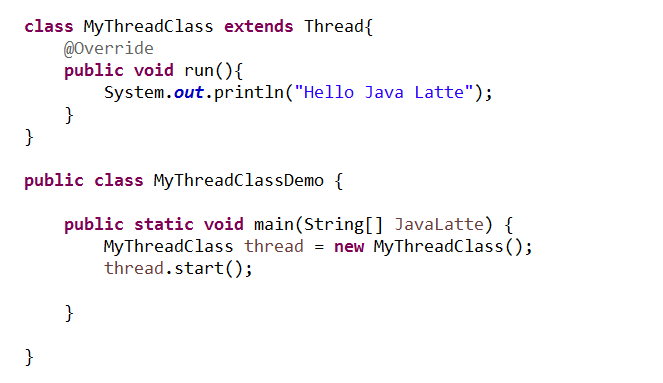 class MyThreadClass extends Thread{
@Override
public void run(){
System.out.println("Hello Java Latte");
}
}
public class MyThreadClassDemo {
public static void main(String[] JavaLatte) {
MyThreadClass thread = new MyThreadClass();
thread.start();
}
}